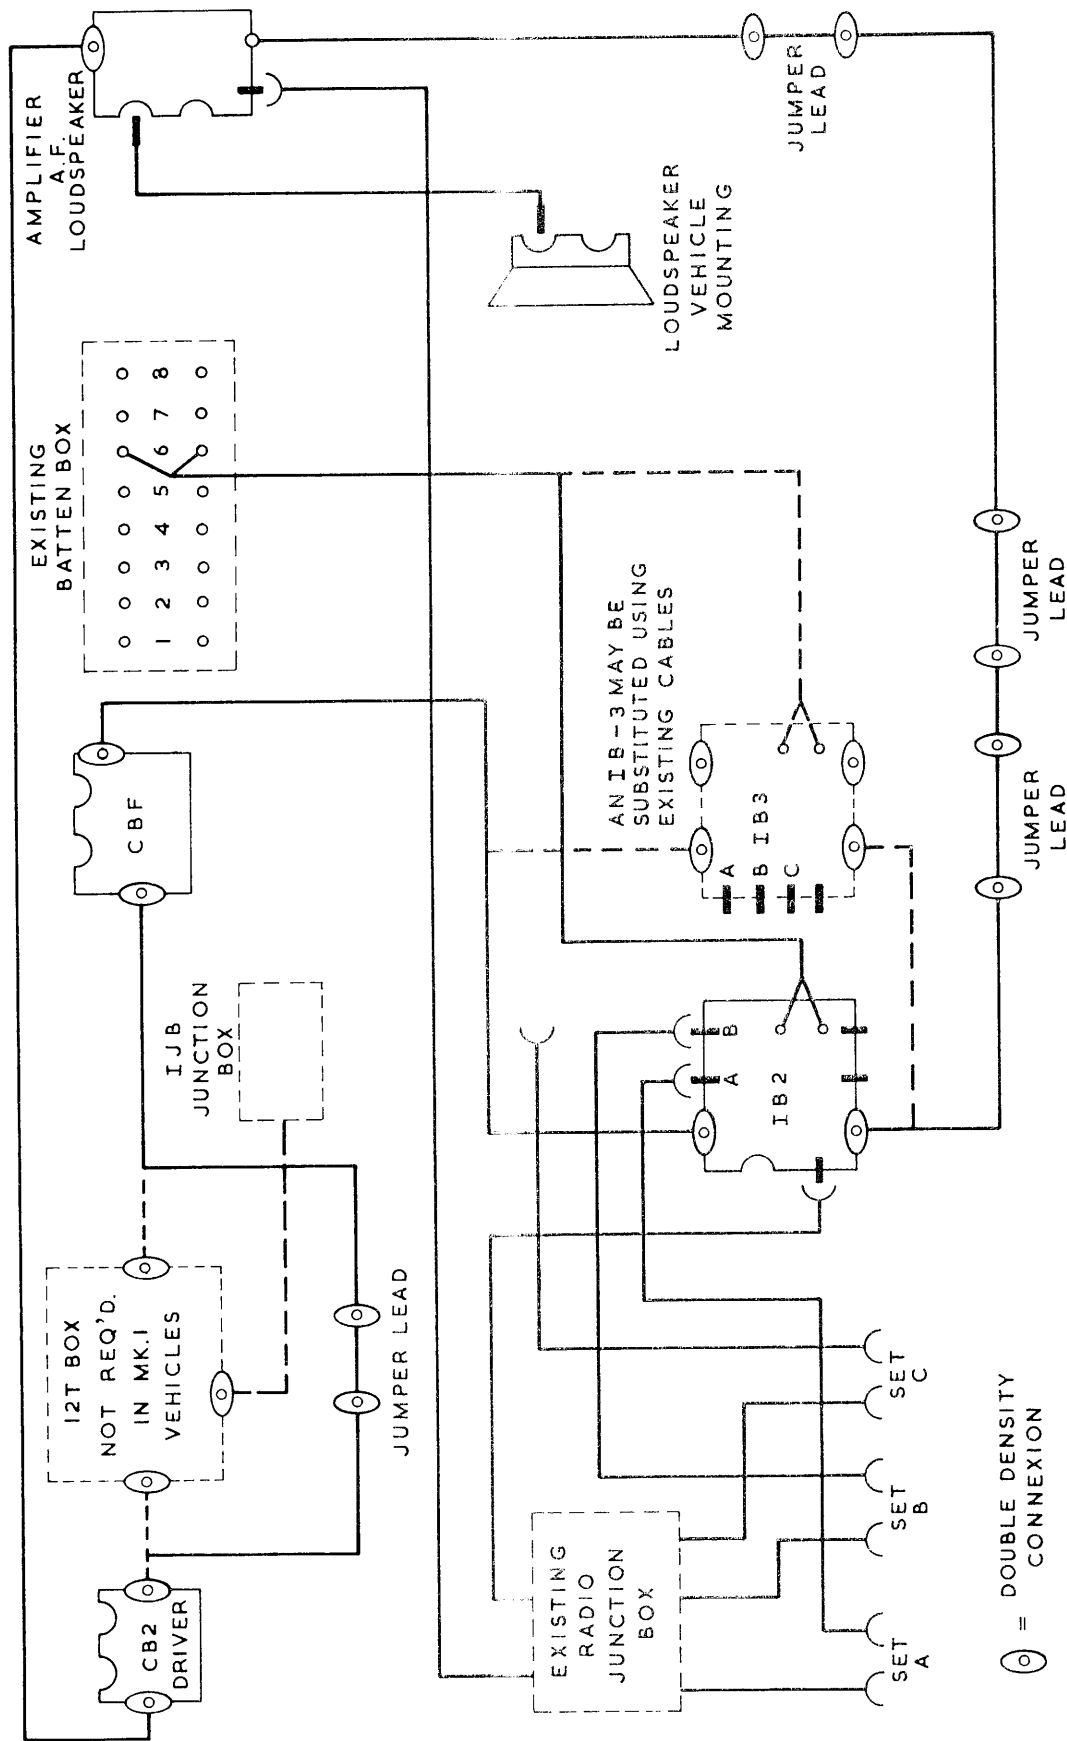 AMPLIFIER
A.F.
LOUDSPEAKER
EXISTING
BATTEN BOX
1 2 3 4 5 6 7 8
CBF
IJB
JUNCTION
BOX
12T BOX
NOT REQ'D.
IN MK.1
VEHICLES
CB2
DRIVER
JUMPER LEAD
LOUDSPEAKER
VEHICLE
MOUNTING
JUMPER
LEAD
AN IB-3 MAY BE
SUBSTITUTED USING
EXISTING CABLES
A
B IB3
C
A B
IB2
EXISTING
RADIO
JUNCTION
BOX
SET
A
SET
B
SET
C
JUMPER
LEAD
JUMPER
LEAD
= DOUBLE DENSITY
CONNEXION